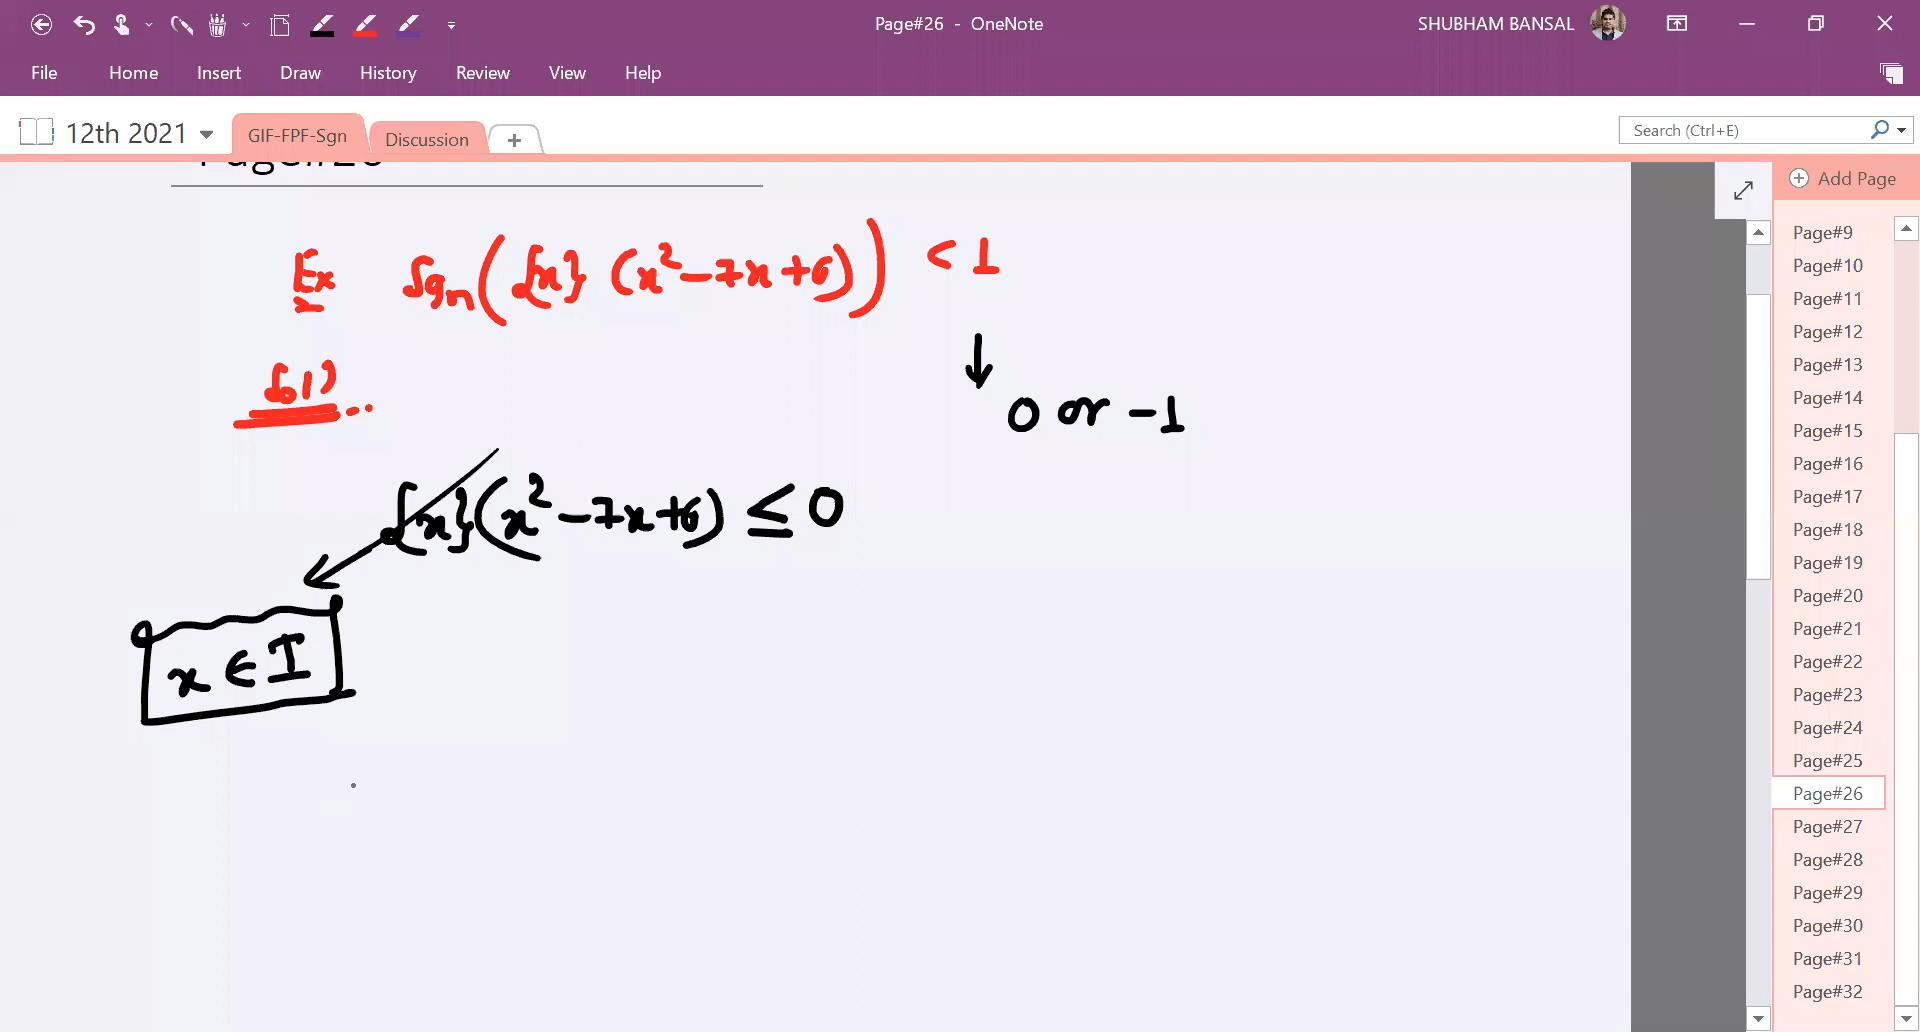 Page#26 - OneNote
SHUBHAM BANSAL
File Home Insert Draw History Review View Help
12th 2021
GIF-FPF-Sgn
Discussion
Search (Ctrl+E)
Page#26
Add Page
Ex Sgn({x} (x²-7x+6)) < 1
Sol)
0 or -1
{x}(x²-7x+6) ≤ 0
x ∈ I
Page#9
Page#10
Page#11
Page#12
Page#13
Page#14
Page#15
Page#16
Page#17
Page#18
Page#19
Page#20
Page#21
Page#22
Page#23
Page#24
Page#25
Page#26
Page#27
Page#28
Page#29
Page#30
Page#31
Page#32